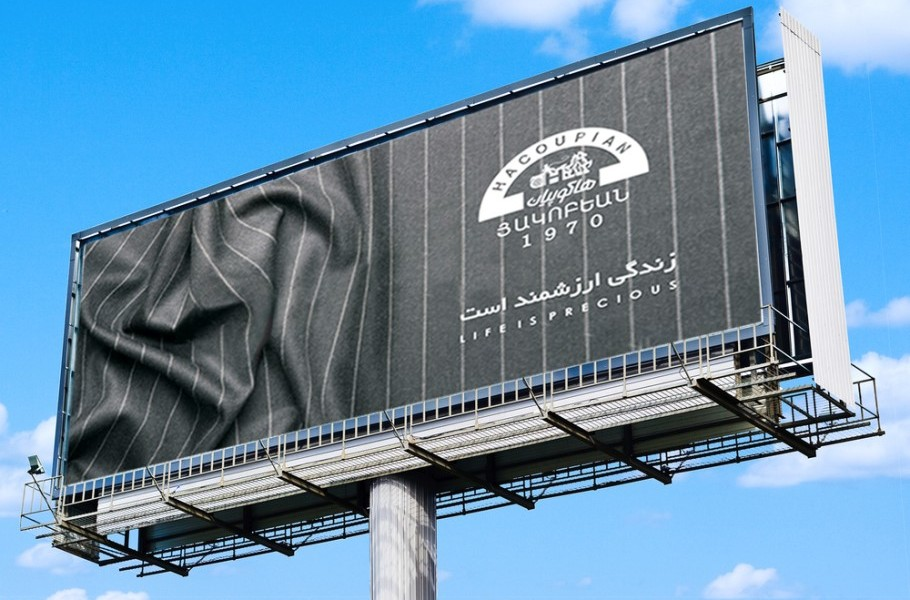 HACOUPIAN
هاکوپیان
ՅԱԿՈԲԵԱՆ
1970
زندگی ارزشمند است
LIFE IS PRECIOUS